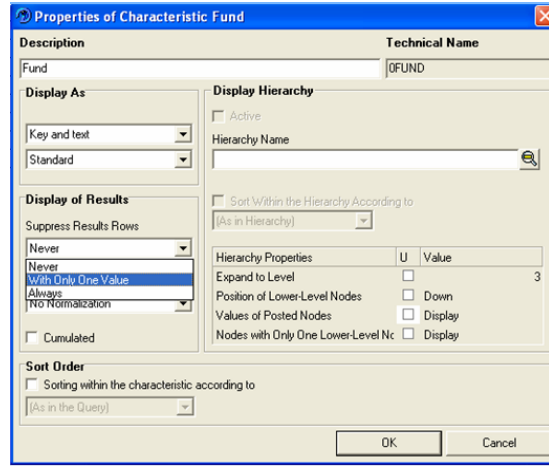 Properties of Characteristic Fund
Description
Technical Name
Fund
0FUND
Display As
Key and text
Standard
Display Hierarchy
Active
Hierarchy Name
Sort Within the Hierarchy According to
(As in Hierarchy)
Display of Results
Suppress Results Rows
Never
Never
With Only One Value
Always
No Normalization
Cumulated
Hierarchy Properties U Value
Expand to Level 3
Position of Lower-Level Nodes Down
Values of Posted Nodes Display
Nodes with Only One Lower-Level Nc Display
Sort Order
Sorting within the characteristic according to
(As in the Query)
OK Cancel